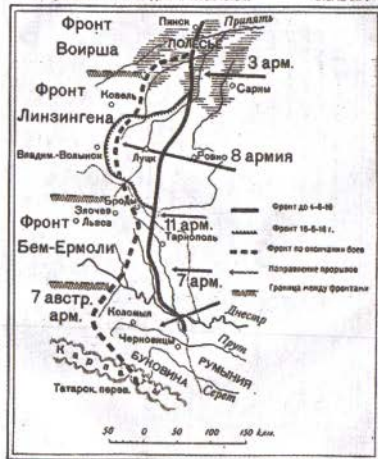 Фронт
Воирша
Пинск
Припять
ПОЛЕСЬЕ
3 арм.
Сарны
Фронт
Линзингена
Ковель
Владим-Волынск
Луцк
Ровно
8 армия
Броды
Злочев
Львов
11 арм.
Тарнополь
Фронт
Бем-Ермоли
7 арм.
7 австр.
арм.
Днестр
Коломыя
Прут
Черновицы
БУКОВИНА
РУМЫНИЯ
Серет
Карпаты
Татарск. перев.
Фронт до 4-6-16
Фронт 16-6-16 г.
Фронт по окончании боев
Направление прорывов
Граница между фронтами
50 0 50 100 150 km.